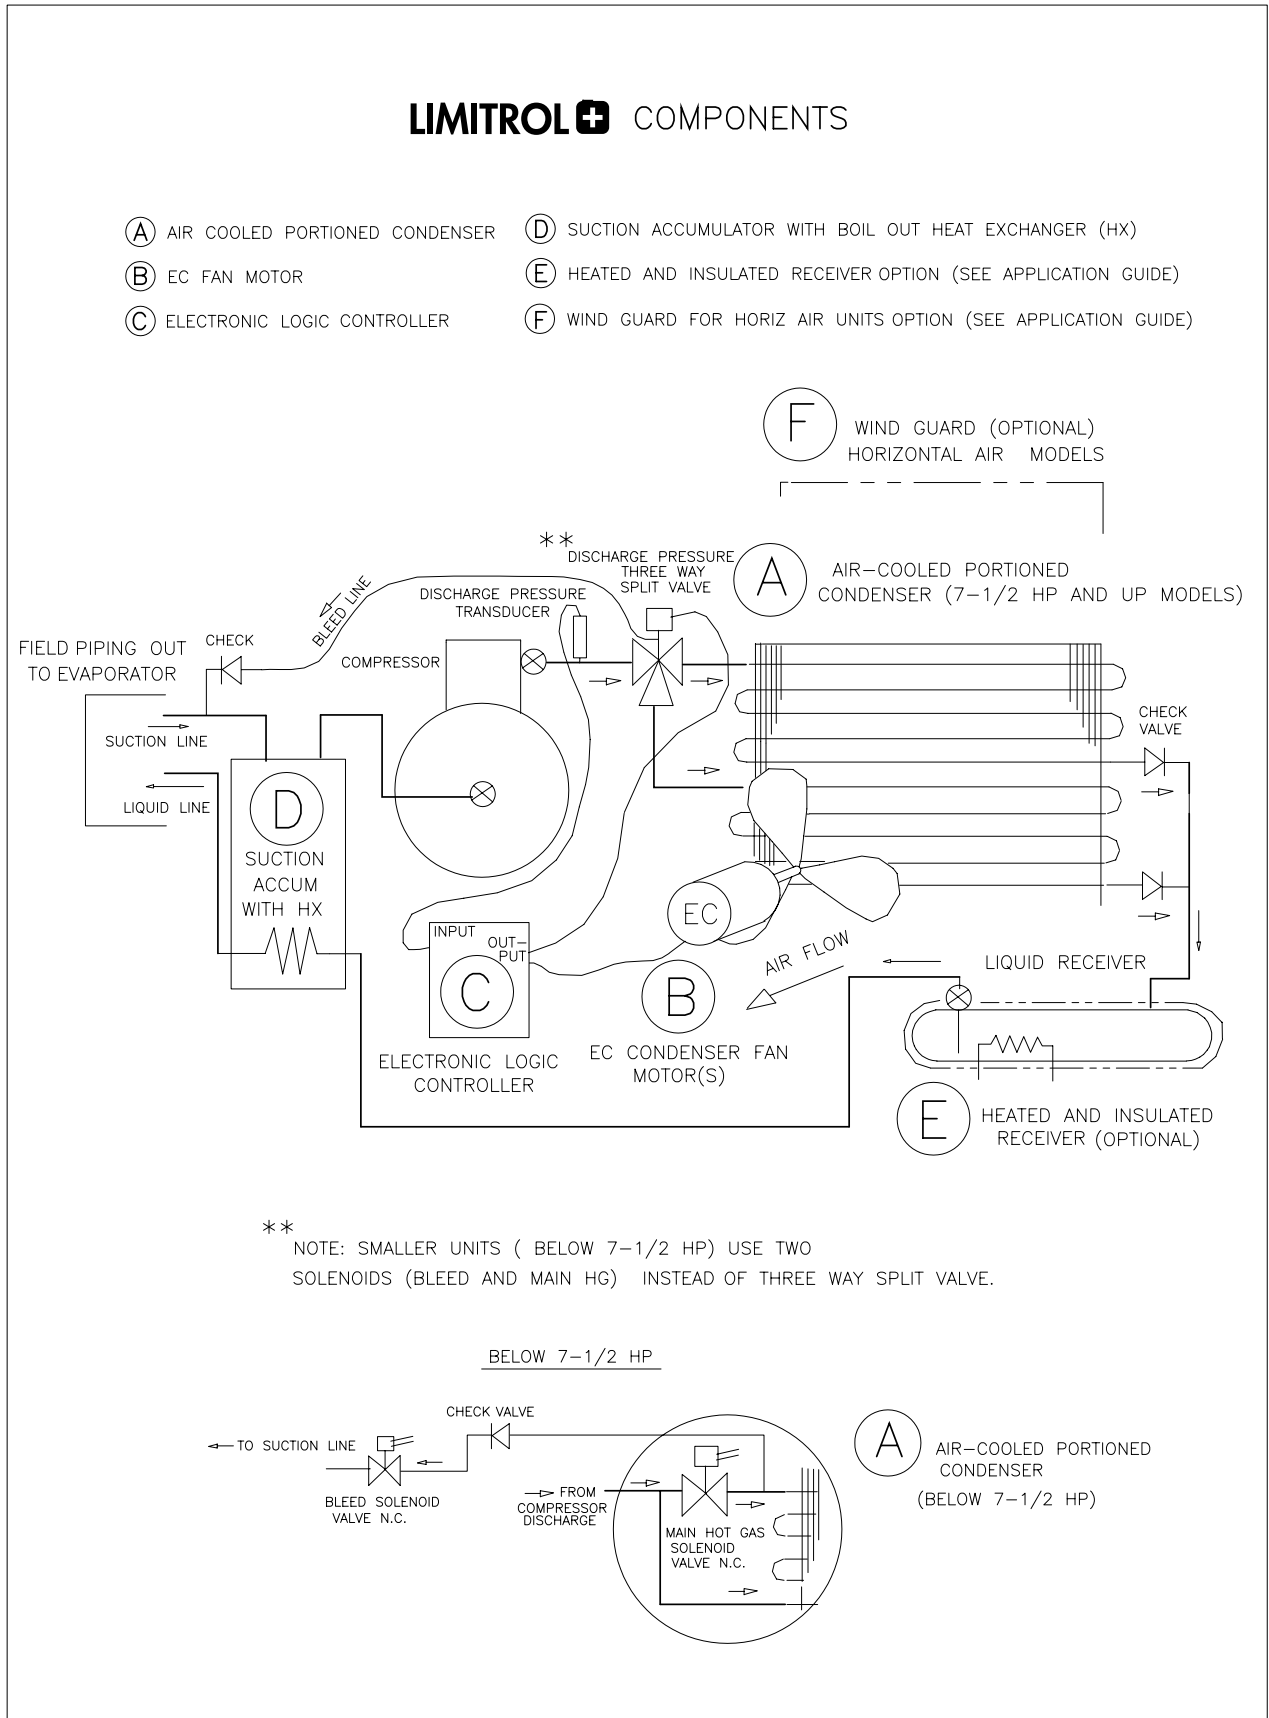 LIMITROL+ COMPONENTS
A AIR COOLED PORTIONED CONDENSER
B EC FAN MOTOR
C ELECTRONIC LOGIC CONTROLLER
D SUCTION ACCUMULATOR WITH BOIL OUT HEAT EXCHANGER (HX)
E HEATED AND INSULATED RECEIVER OPTION (SEE APPLICATION GUIDE)
F WIND GUARD FOR HORIZ AIR UNITS OPTION (SEE APPLICATION GUIDE)
F
WIND GUARD (OPTIONAL)
HORIZONTAL AIR MODELS
**
DISCHARGE PRESSURE
THREE WAY
SPLIT VALVE
A
AIR-COOLED PORTIONED
CONDENSER (7-1/2 HP AND UP MODELS)
BLEED LINE
DISCHARGE PRESSURE
TRANSDUCER
CHECK
FIELD PIPING OUT
TO EVAPORATOR
COMPRESSOR
CHECK
VALVE
SUCTION LINE
LIQUID LINE
D
SUCTION
ACCUM
WITH HX
EC
INPUT
OUT-
PUT
C
ELECTRONIC LOGIC
CONTROLLER
B
EC CONDENSER FAN
MOTOR(S)
AIR FLOW
LIQUID RECEIVER
E
HEATED AND INSULATED
RECEIVER (OPTIONAL)
**
NOTE: SMALLER UNITS ( BELOW 7-1/2 HP) USE TWO
SOLENOIDS (BLEED AND MAIN HG) INSTEAD OF THREE WAY SPLIT VALVE.
BELOW 7-1/2 HP
CHECK VALVE
TO SUCTION LINE
BLEED SOLENOID
VALVE N.C.
FROM
COMPRESSOR
DISCHARGE
MAIN HOT GAS
SOLENOID
VALVE N.C.
A
AIR-COOLED PORTIONED
CONDENSER
(BELOW 7-1/2 HP)